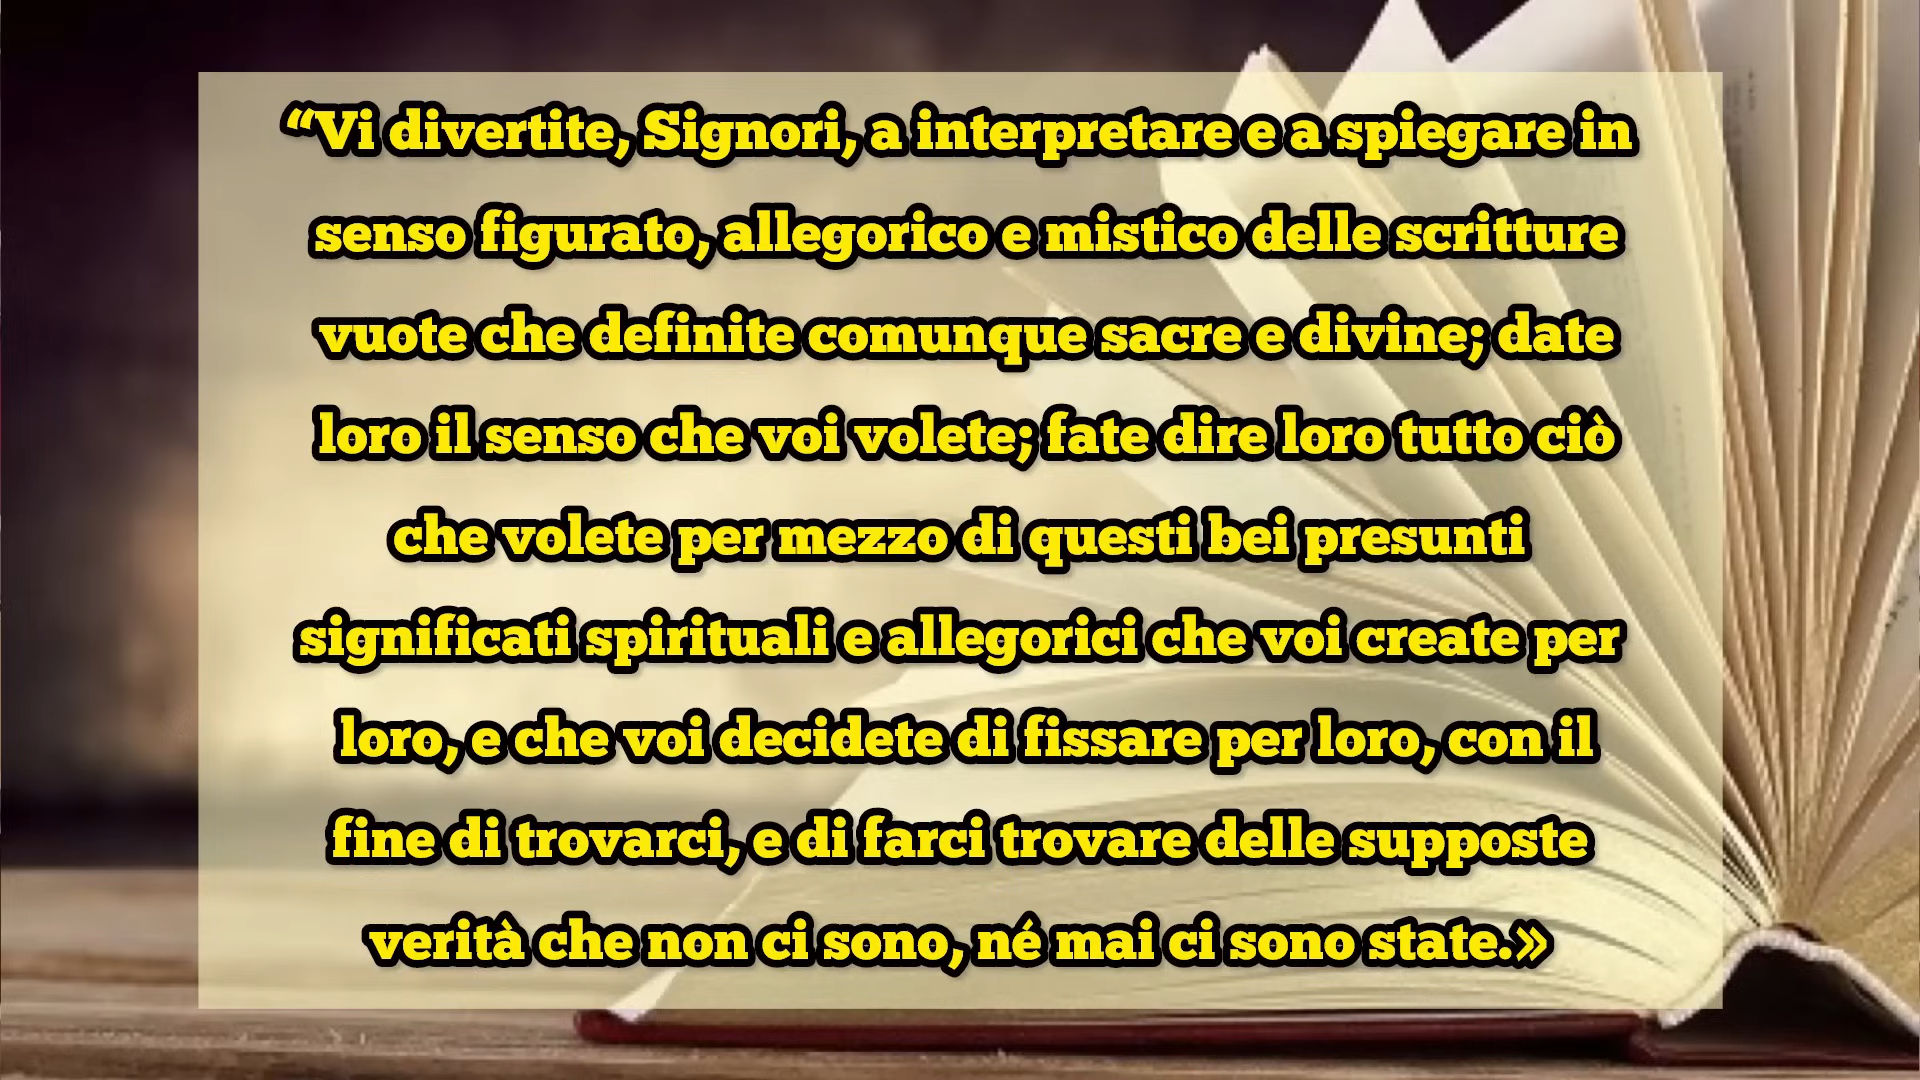 “Vi divertite, Signori, a interpretare e a spiegare in
senso figurato, allegorico e mistico delle scritture
vuote che definite comunque sacre e divine; date
loro il senso che voi volete; fate dire loro tutto ciò
che volete per mezzo di questi bei presunti
significati spirituali e allegorici che voi create per
loro, e che voi decidete di fissare per loro, con il
fine di trovarci, e di farci trovare delle supposte
verità che non ci sono, né mai ci sono state.»